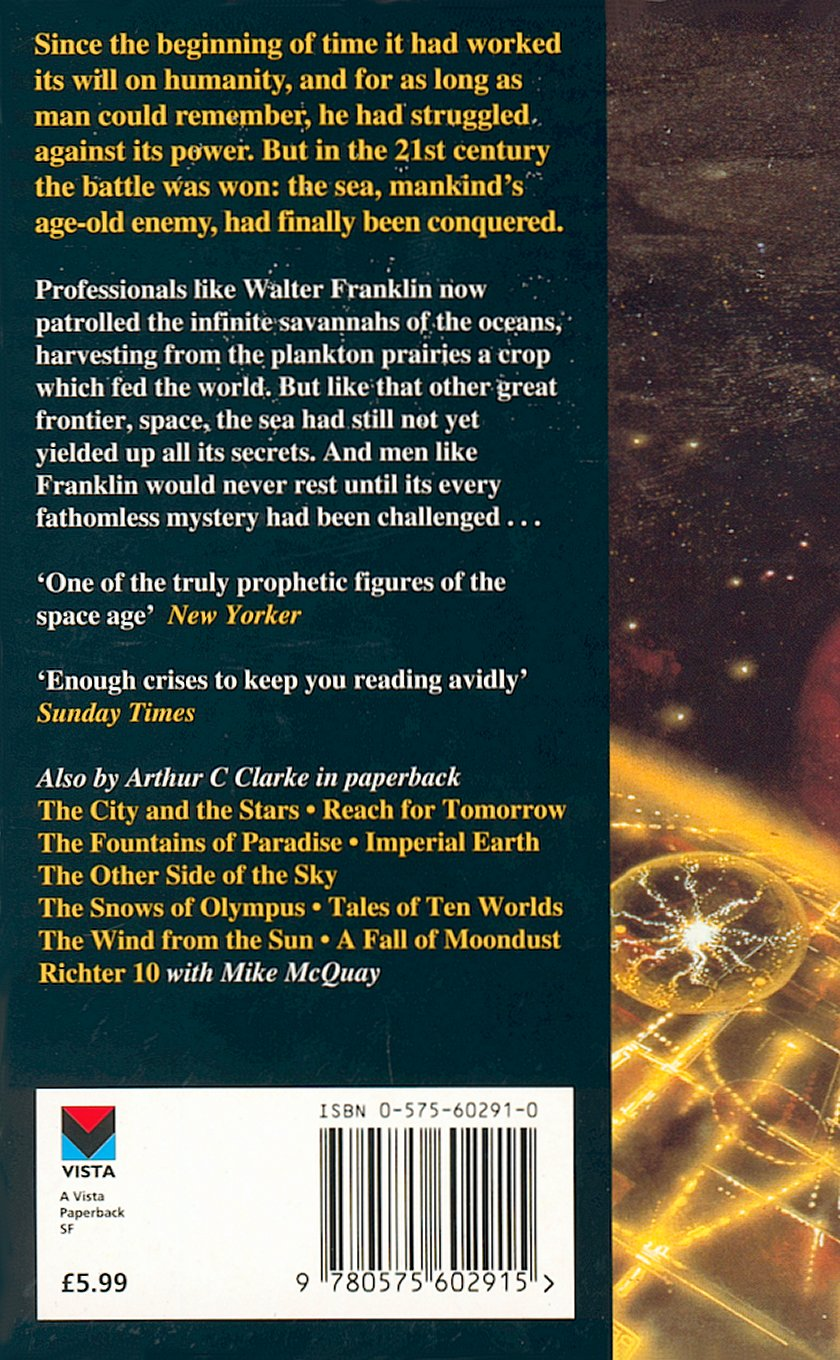 Since the beginning of time it had worked
its will on humanity, and for as long as
man could remember, he had struggled
against its power. But in the 21st century
the battle was won: the sea, mankind's
age-old enemy, had finally been conquered.
Professionals like Walter Franklin now
patrolled the infinite savannahs of the oceans,
harvesting from the plankton prairies a crop
which fed the world. But like that other great
frontier, space, the sea had still not yet
yielded up all its secrets. And men like
Franklin would never rest until its every
fathomless mystery had been challenged . . .
‘One of the truly prophetic figures of the
space age’ New Yorker
‘Enough crises to keep you reading avidly’
Sunday Times
Also by Arthur C Clarke in paperback
The City and the Stars • Reach for Tomorrow
The Fountains of Paradise • Imperial Earth
The Other Side of the Sky
The Snows of Olympus • Tales of Ten Worlds
The Wind from the Sun • A Fall of Moondust
Richter 10 with Mike McQuay
ISBN 0-575-60291-0
VISTA
A Vista
Paperback
SF
£5.99
9 780575 602915 >